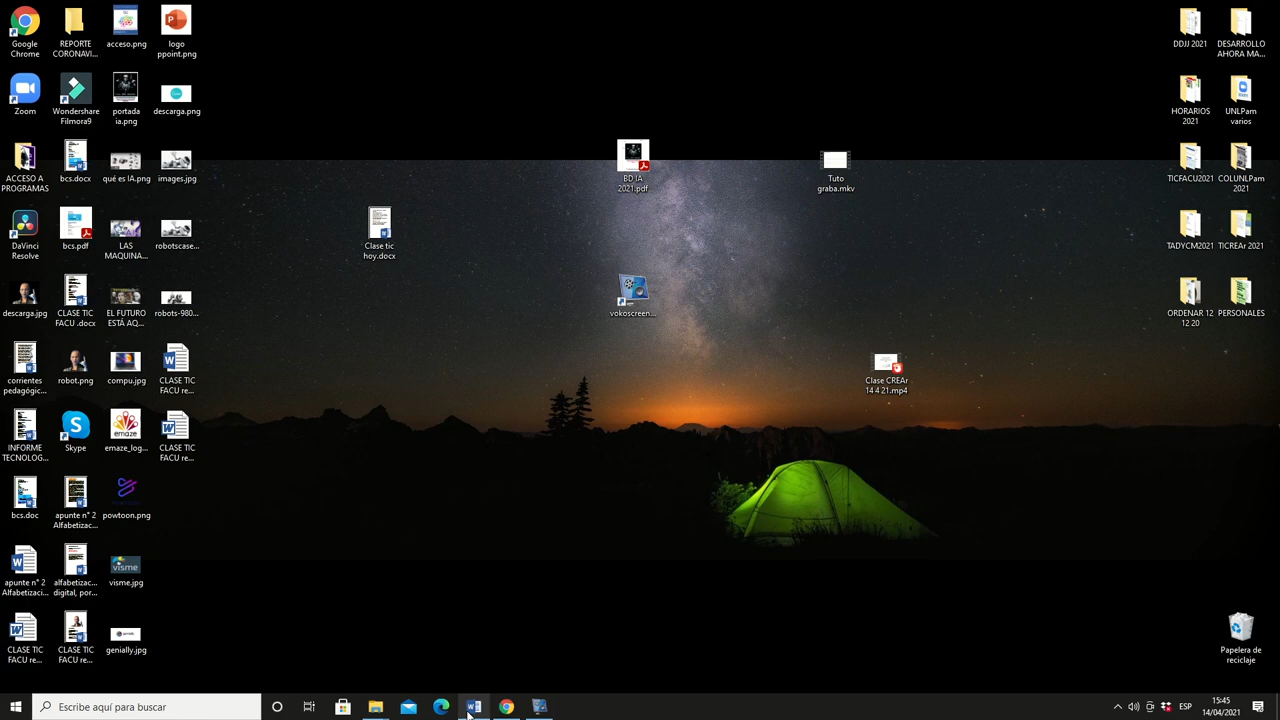 Google
Chrome
REPORTE
CORONAVI...
acceso.png
logo
ppoint.png
Zoom
Wondershare
Filmora9
portada
ia.png
descarga.png
ACCESO A
PROGRAMAS
bcs.docx
qué es IA.png
images.jpg
DaVinci
Resolve
bcs.pdf
LAS
MAQUINA...
robotscase...
descarga.jpg
CLASE TIC
FACU .docx
EL FUTURO
ESTÁ AQ...
robots-980...
corrientes
pedagógic...
robot.png
compu.jpg
CLASE TIC
FACU re...
INFORME
TECNOLOG...
Skype
emaze
emaze_log...
CLASE TIC
FACU re...
bcs.doc
apunte n° 2
Alfabetizac...
powtoon.png
apunte n° 2
Alfabetizaci...
alfabetizac...
digital, por...
visme
visme.jpg
CLASE TIC
FACU re...
CLASE TIC
FACU re...
genially.jpg
Clase tic
hoy.docx
BD IA
2021.pdf
vokoscreen...
Tuto
graba.mkv
Clase CREAr
14 4 21.mp4
DDJJ 2021
DESARROLLO
AHORA MA...
HORARIOS
2021
UNLPam
varios
TICFACU2021
COLUNLPam
2021
TADYCM2021
TICREAr 2021
ORDENAR 12
12 20
PERSONALES
Papelera de
reciclaje
Escribe aquí para buscar
ESP
15:45
14/04/2021